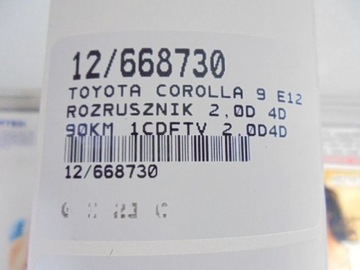 12/668730
TOYOTA COROLLA 9 E12
ROZRUSZNIK 2,0D 4D
90KM 1CDFTV 2.0D4D
12/668730